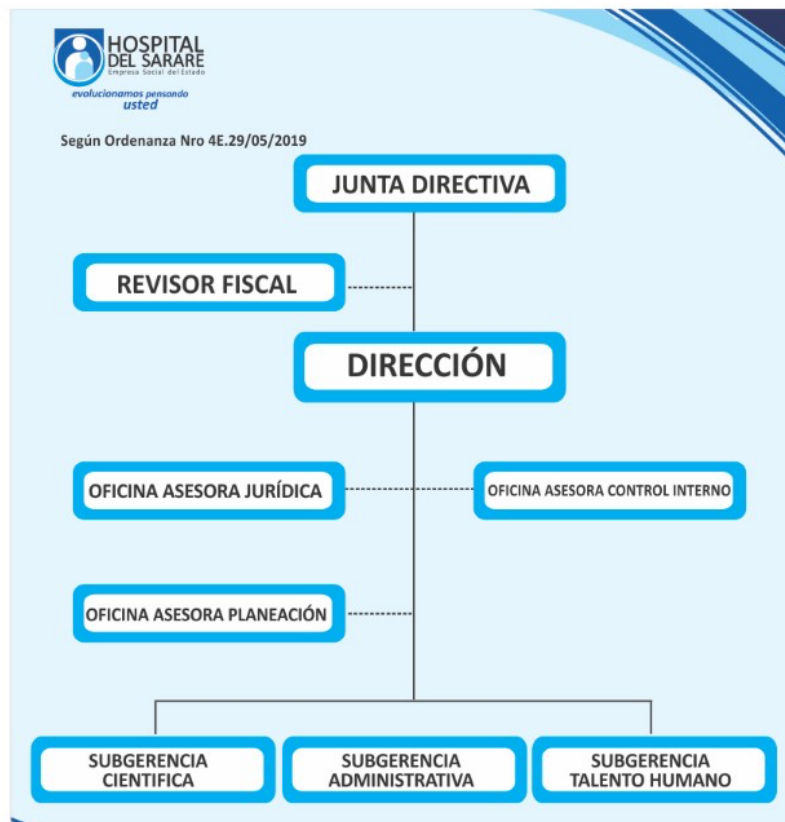 HOSPITAL
DEL SARARE
Empresa Social del Estado
evolucionamos pensando
usted
Según Ordenanza Nro 4E.29/05/2019
JUNTA DIRECTIVA
REVISOR FISCAL
DIRECCIÓN
OFICINA ASESORA JURÍDICA
OFICINA ASESORA CONTROL INTERNO
OFICINA ASESORA PLANEACIÓN
SUBGERENCIA
CIENTIFICA
SUBGERENCIA
ADMINISTRATIVA
SUBGERENCIA
TALENTO HUMANO